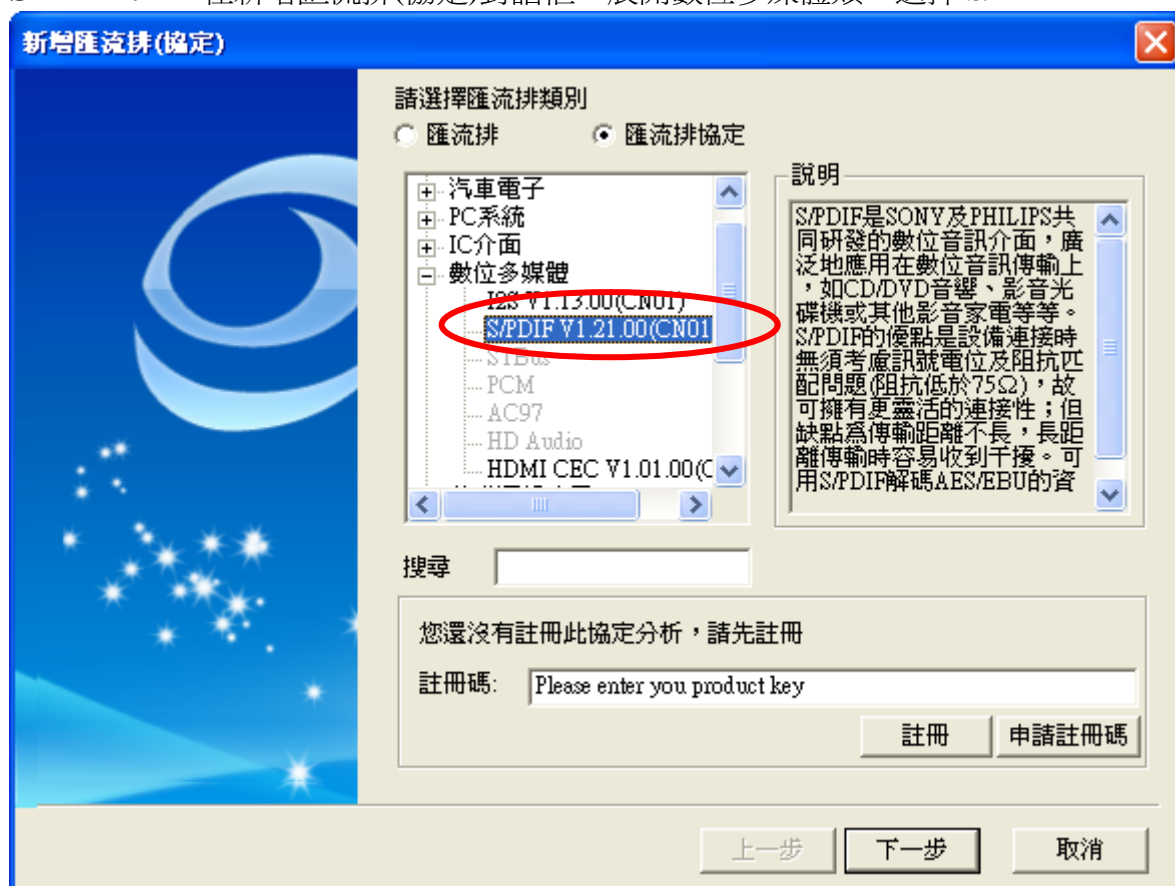 新增匯流排(協定)
請選擇匯流排類別
匯流排
匯流排協定
汽車電子
PC系統
IC介面
數位多媒體
I2S V1.13.00(CN01)
S/PDIF V1.21.00(CN01
STBus
PCM
AC97
HD Audio
HDMI CEC V1.01.00(C
說明
S/PDIF是SONY及PHILIPS共
同研發的數位音訊介面，廣
泛地應用在數位音訊傳輸上
，如CD/DVD音響、影音光
碟機或其他影音家電等等。
S/PDIF的優點是設備連接時
無須考慮訊號電位及阻抗匹
配問題(阻抗低於75Ω)，故
可擁有更靈活的連接性；但
缺點為傳輸距離不長，長距
離傳輸時容易收到干擾。可
用S/PDIF解碼AES/EBU的資
搜尋
您還沒有註冊此協定分析，請先註冊
註冊碼:
Please enter you product key
註冊
申請註冊碼
上一步
下一步
取消